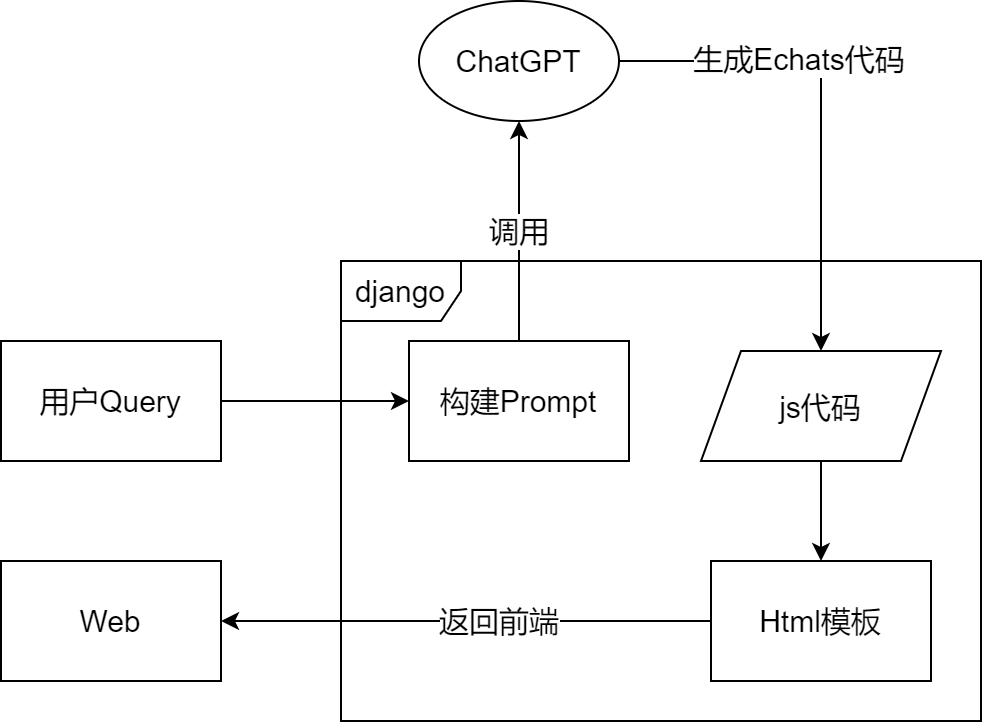 ChatGPT
生成Echats代码
调用
django
用户Query
构建Prompt
js代码
Web
返回前端
Html模板